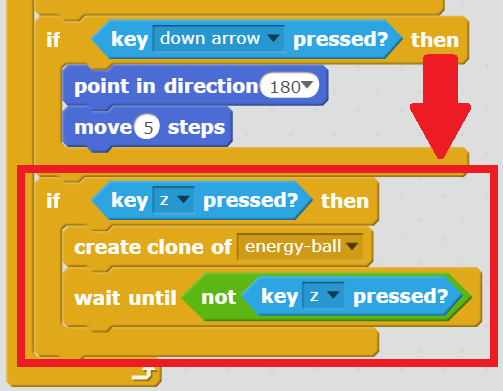 if key down arrow pressed? then
point in direction 180
move 5 steps
if key z pressed? then
create clone of energy-ball
wait until not key z pressed?